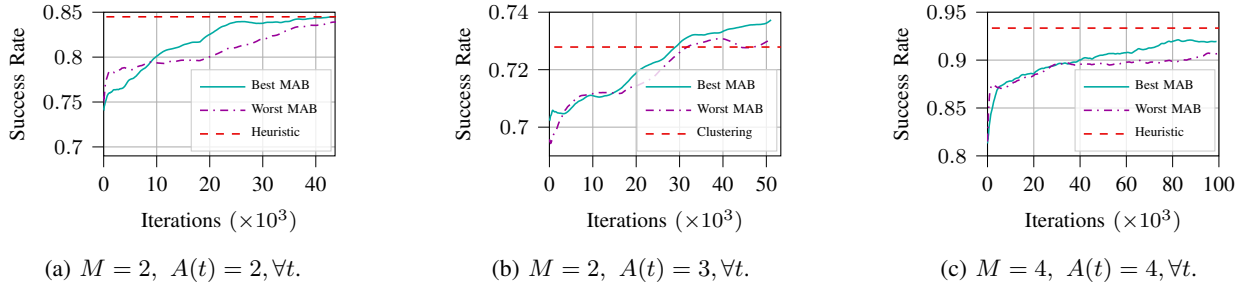 Success Rate
0.85
0.8
0.75
0.7
Best MAB
Worst MAB
Heuristic
0 10 20 30 40
Iterations (×10³)
(a) M = 2, A(t) = 2, ∀t.
Success Rate
0.74
0.72
0.7
Best MAB
Worst MAB
Clustering
0 10 20 30 40 50
Iterations (×10³)
(b) M = 2, A(t) = 3, ∀t.
Success Rate
0.95
0.9
0.85
0.8
Best MAB
Worst MAB
Heuristic
0 20 40 60 80 100
Iterations (×10³)
(c) M = 4, A(t) = 4, ∀t.